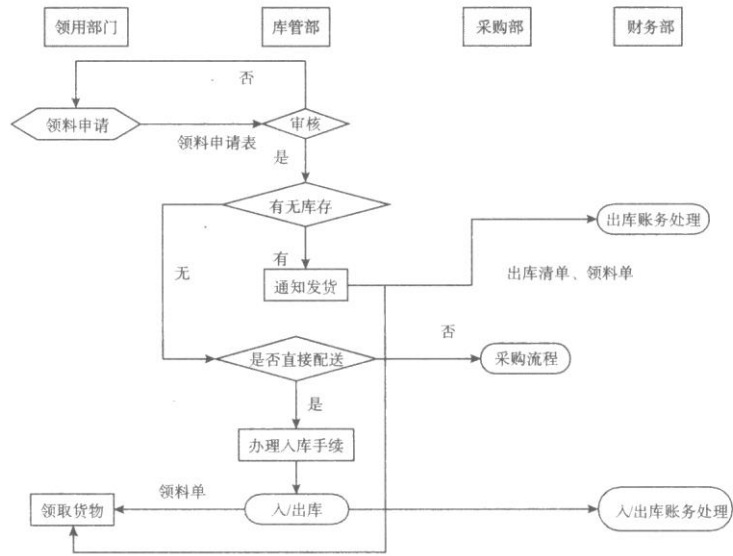 领用部门
库管部
采购部
财务部
否
领料申请
审核
领料申请表
是
有无库存
出库账务处理
有
无
通知发货
出库清单、领料单
否
是否直接配送
采购流程
是
办理入库手续
领料单
领取货物
入/出库
入/出库账务处理